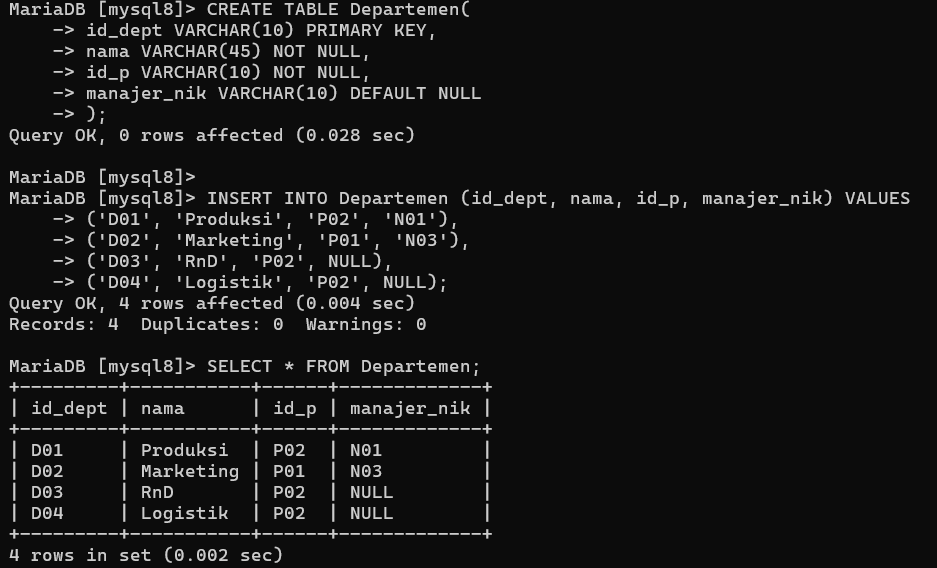 MariaDB [mysql8]> CREATE TABLE Departemen(
    -> id_dept VARCHAR(10) PRIMARY KEY,
    -> nama VARCHAR(45) NOT NULL,
    -> id_p VARCHAR(10) NOT NULL,
    -> manajer_nik VARCHAR(10) DEFAULT NULL
    -> );
Query OK, 0 rows affected (0.028 sec)

MariaDB [mysql8]>
MariaDB [mysql8]> INSERT INTO Departemen (id_dept, nama, id_p, manajer_nik) VALUES
    -> ('D01', 'Produksi', 'P02', 'N01'),
    -> ('D02', 'Marketing', 'P01', 'N03'),
    -> ('D03', 'RnD', 'P02', NULL),
    -> ('D04', 'Logistik', 'P02', NULL);
Query OK, 4 rows affected (0.004 sec)
Records: 4  Duplicates: 0  Warnings: 0

MariaDB [mysql8]> SELECT * FROM Departemen;
+---------+-----------+------+-------------+
| id_dept | nama      | id_p | manajer_nik |
+---------+-----------+------+-------------+
| D01     | Produksi  | P02  | N01         |
| D02     | Marketing | P01  | N03         |
| D03     | RnD       | P02  | NULL        |
| D04     | Logistik  | P02  | NULL        |
+---------+-----------+------+-------------+
4 rows in set (0.002 sec)